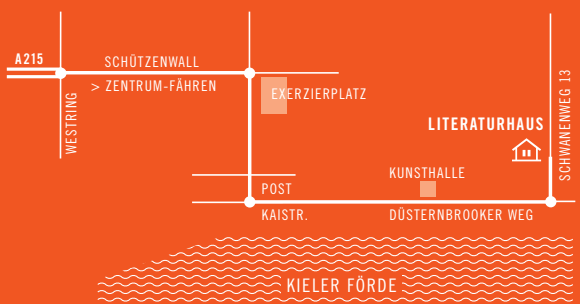 A215
SCHÜTZENWALL
> ZENTRUM-FÄHREN
WESTRING
EXERZIERPLATZ
LITERATURHAUS
SCHWANENWEG 13
KUNSTHALLE
POST
KAISTR.
DÜSTERNBROOKER WEG
KIELER FÖRDE